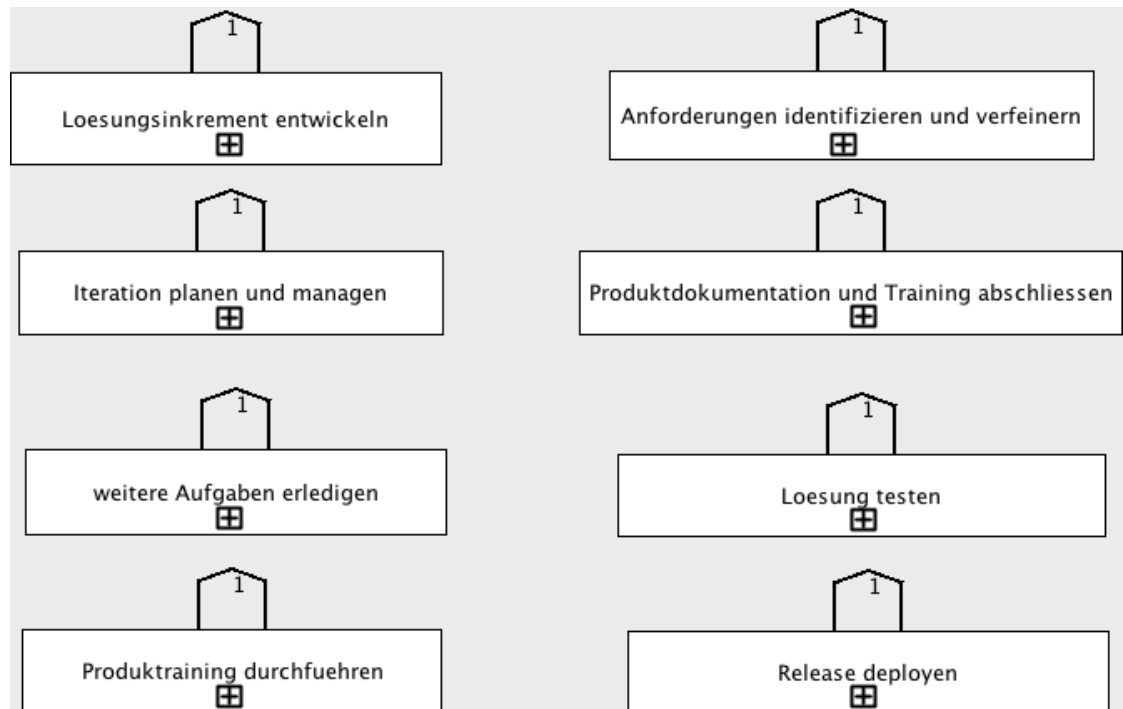 1
1
Loesungsinkrement entwickeln
Anforderungen identifizieren und verfeinern
1
1
Iteration planen und managen
Produktdokumentation und Training abschliessen
1
1
weitere Aufgaben erledigen
Loesung testen
1
1
Produktraining durchfuehren
Release deployen